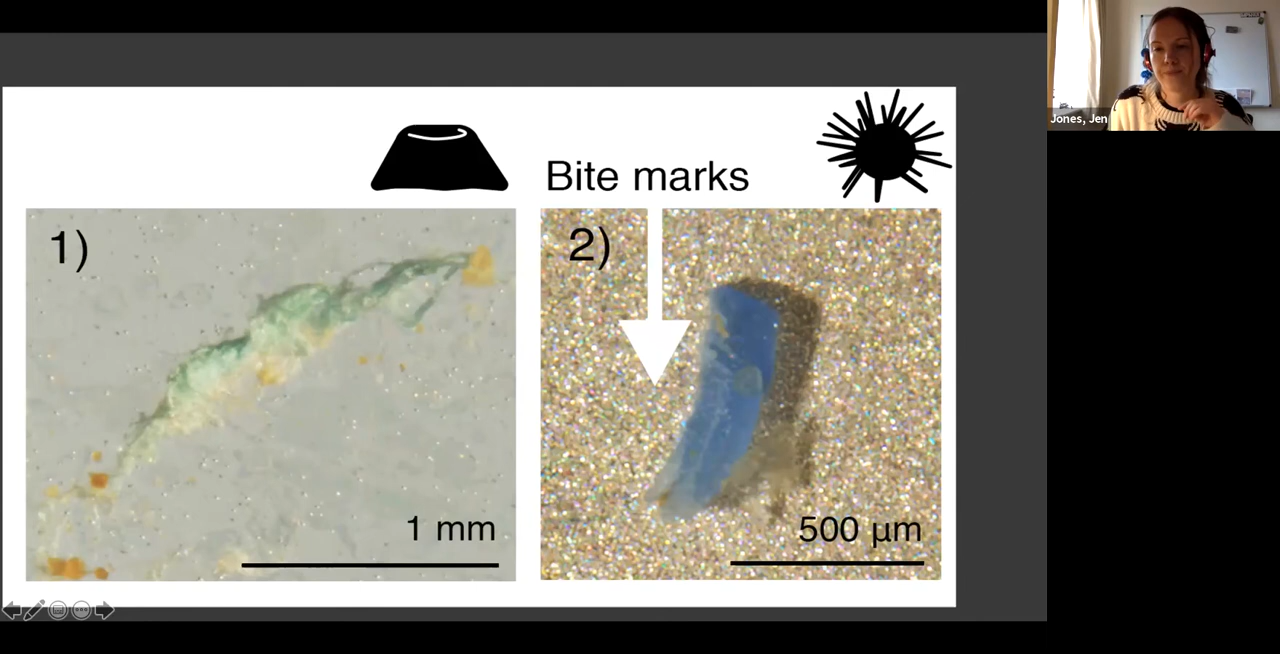 Bite marks
1)
2)
1 mm
500 µm
Jones, Jen